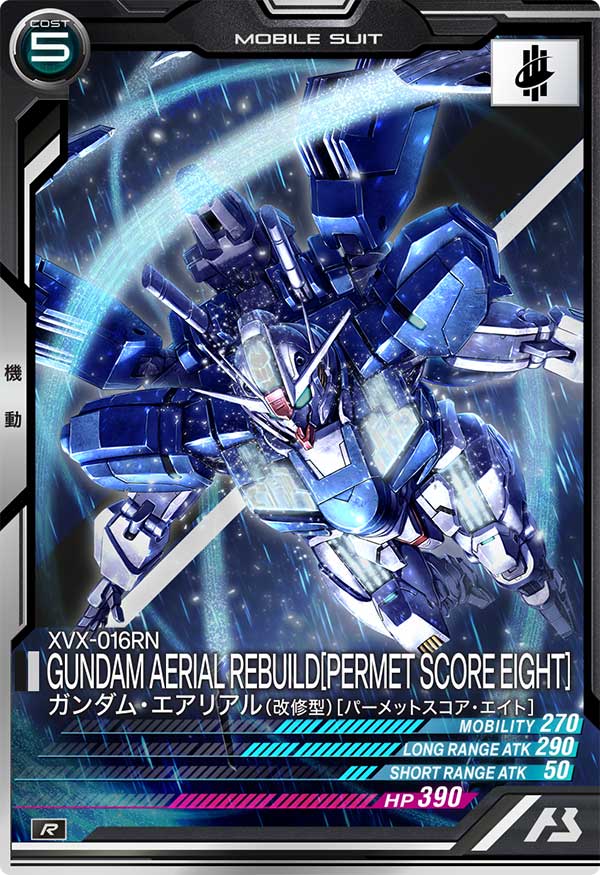 COST
5
MOBILE SUIT
機動
XVX-016RN
GUNDAM AERIAL REBUILD[PERMET SCORE EIGHT]
ガンダム・エアリアル(改修型)[パーメットスコア・エイト]
MOBILITY 270
LONG RANGE ATK 290
SHORT RANGE ATK 50
HP 390
R